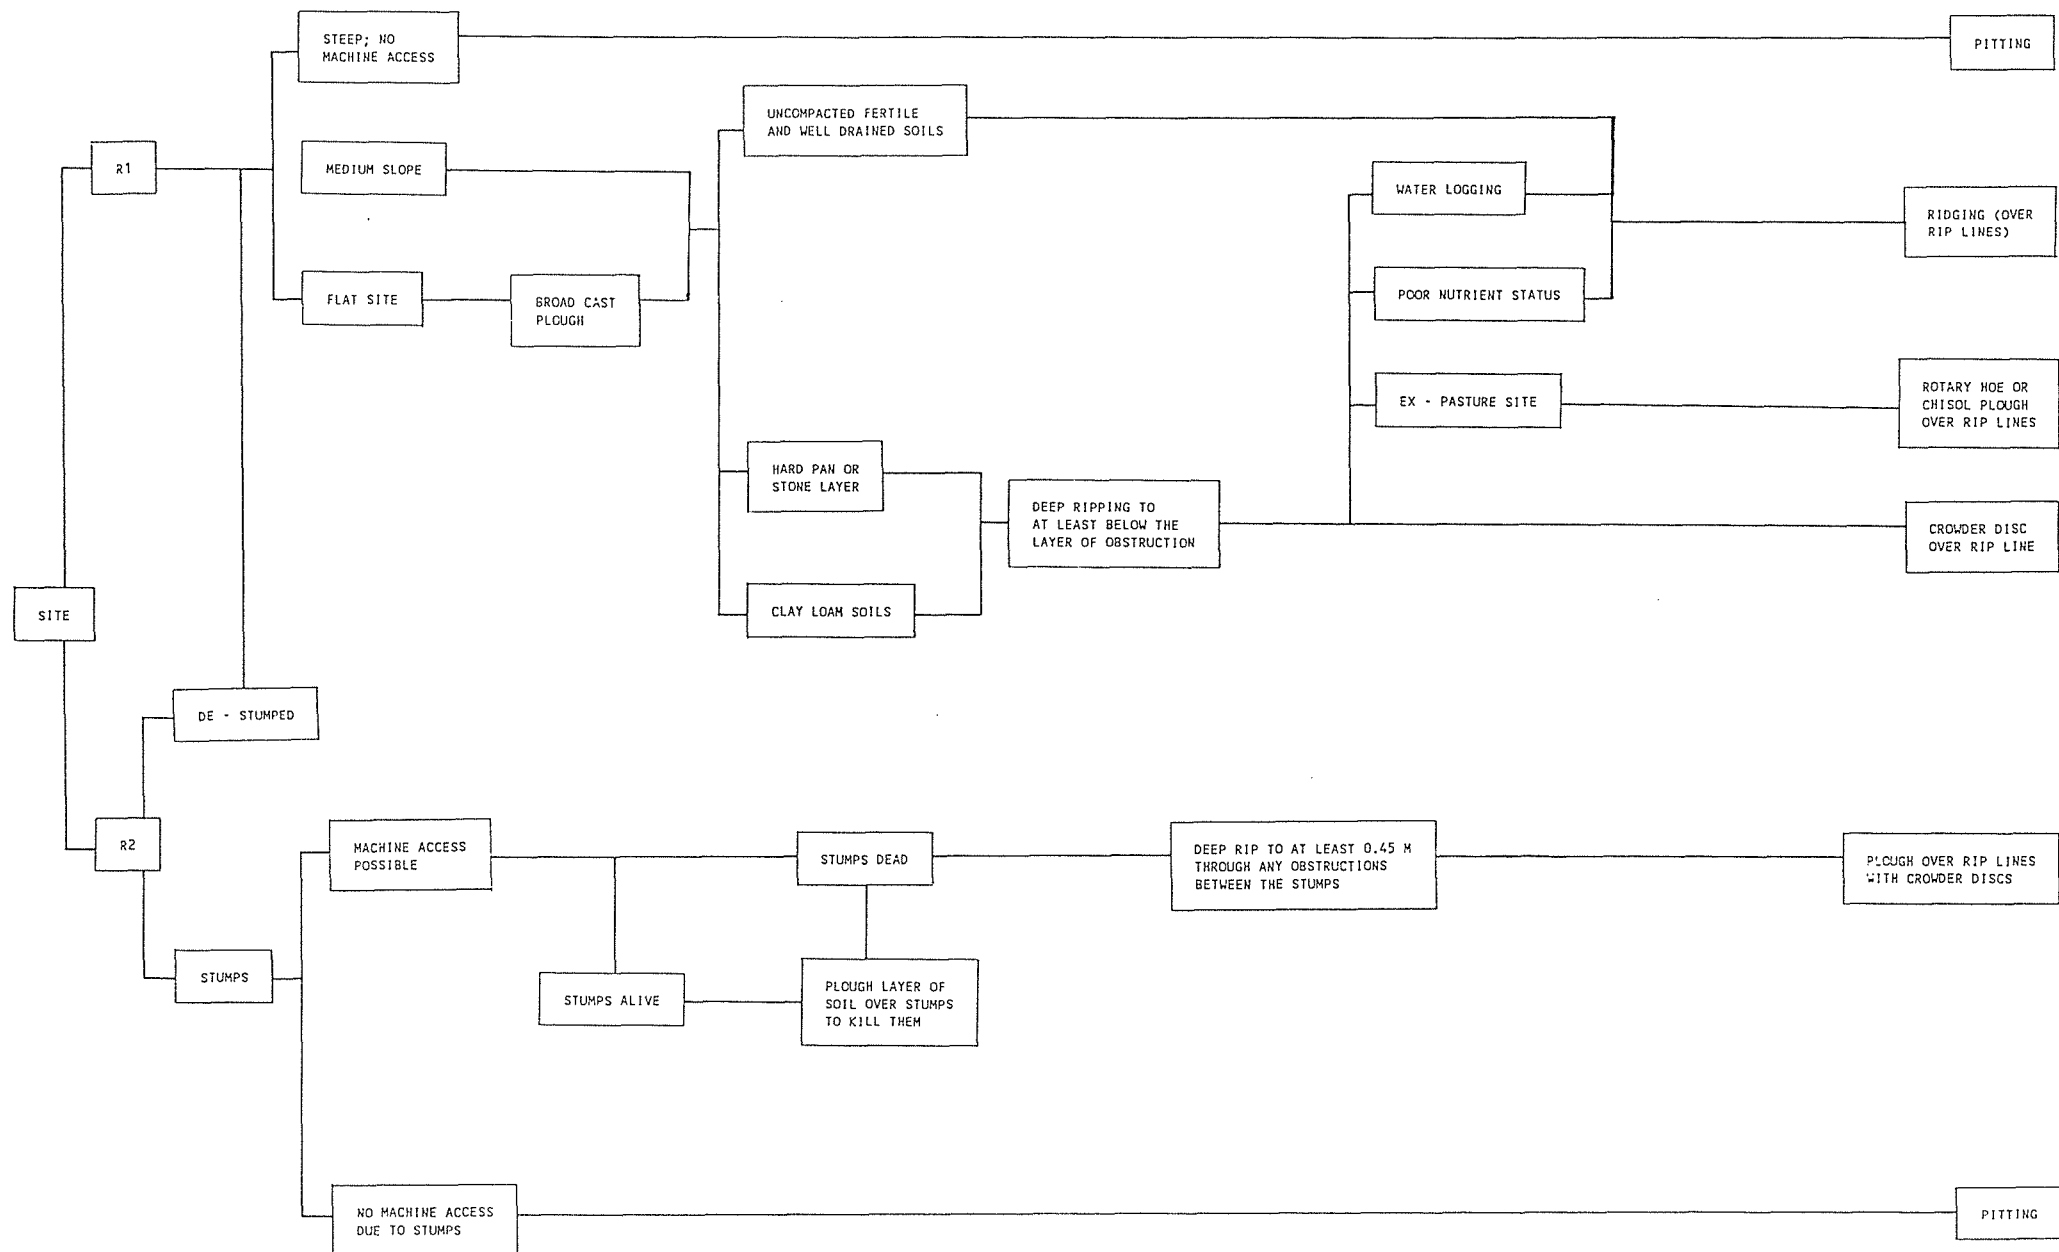 STEEP; NO
MACHINE ACCESS
PITTING
UNCOMPACTED FERTILE
AND WELL DRAINED SOILS
R1
MEDIUM SLOPE
WATER LOGGING
RIDGING (OVER
RIP LINES)
FLAT SITE
BROAD CAST
PLOUGH
POOR NUTRIENT STATUS
EX - PASTURE SITE
ROTARY HOE OR
CHISOL PLOUGH
OVER RIP LINES
HARD PAN OR
STONE LAYER
DEEP RIPPING TO
AT LEAST BELOW THE
LAYER OF OBSTRUCTION
CROWDER DISC
OVER RIP LINE
CLAY LOAM SOILS
SITE
DE - STUMPED
R2
MACHINE ACCESS
POSSIBLE
STUMPS DEAD
DEEP RIP TO AT LEAST 0.45 M
THROUGH ANY OBSTRUCTIONS
BETWEEN THE STUMPS
PLOUGH OVER RIP LINES
WITH CROWDER DISCS
STUMPS
STUMPS ALIVE
PLOUGH LAYER OF
SOIL OVER STUMPS
TO KILL THEM
NO MACHINE ACCESS
DUE TO STUMPS
PITTING